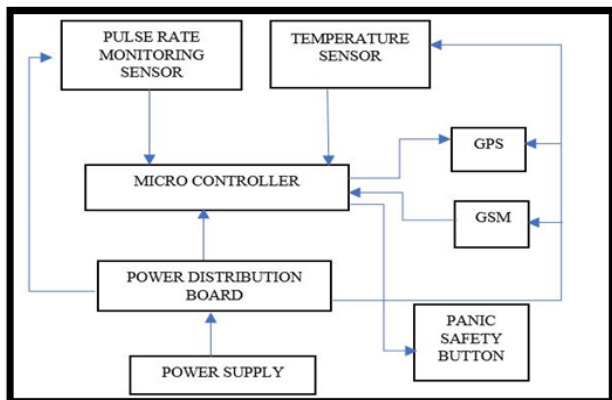 PULSE RATE
MONITORING
SENSOR
TEMPERATURE
SENSOR
GPS
MICRO CONTROLLER
GSM
POWER DISTRIBUTION
BOARD
PANIC
SAFETY
BUTTON
POWER SUPPLY